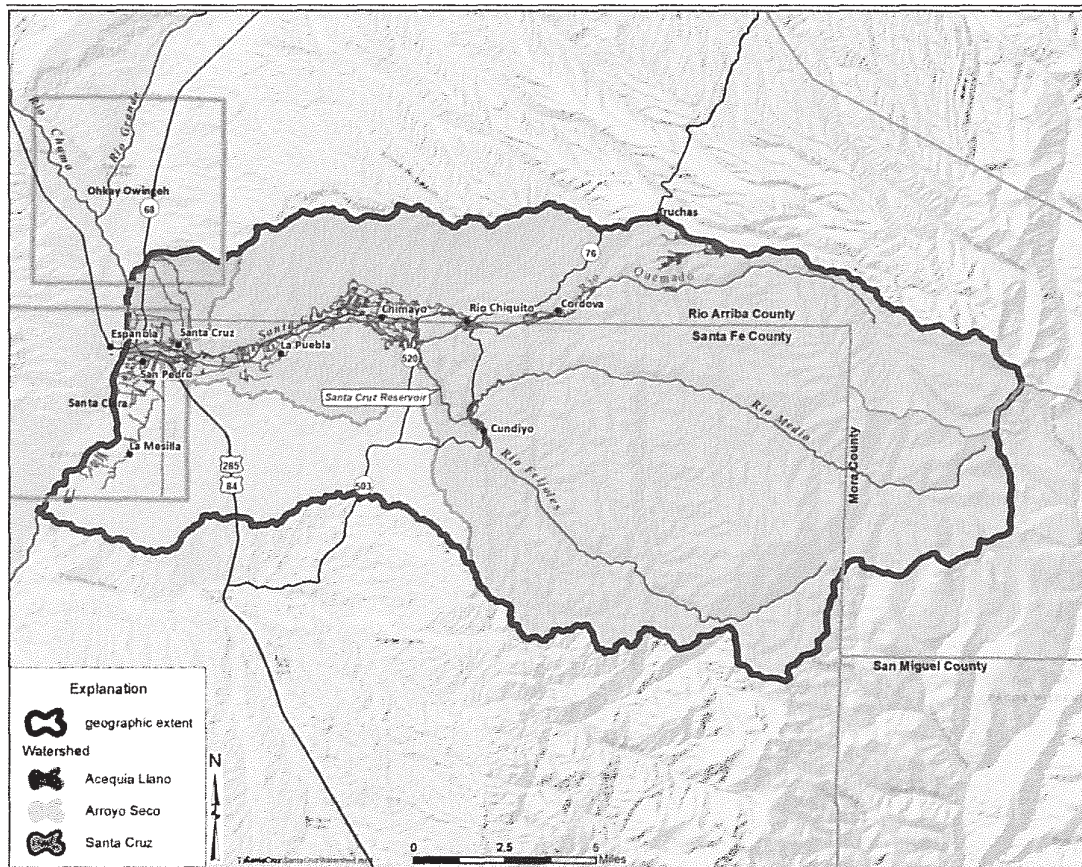 Rio Chama
Rio Grande
Ohkay Owingeh
68
Truchas
76
Rio Quemado
Cordova
Chimayo
Rio Chiquito
Rio Arriba County
Santa Fe County
Espanola
Santa Cruz
La Puebla
520
San Pedro
Santa Cruz Reservoir
Santa Clara
Rio Medio
Cundiyo
La Mesilla
Mora County
285
84
503
Rio Frijoles
San Miguel County
Explanation
geographic extent
Watershed
Acequia Llano
Arroyo Seco
Santa Cruz
N
0 2.5 5
Miles